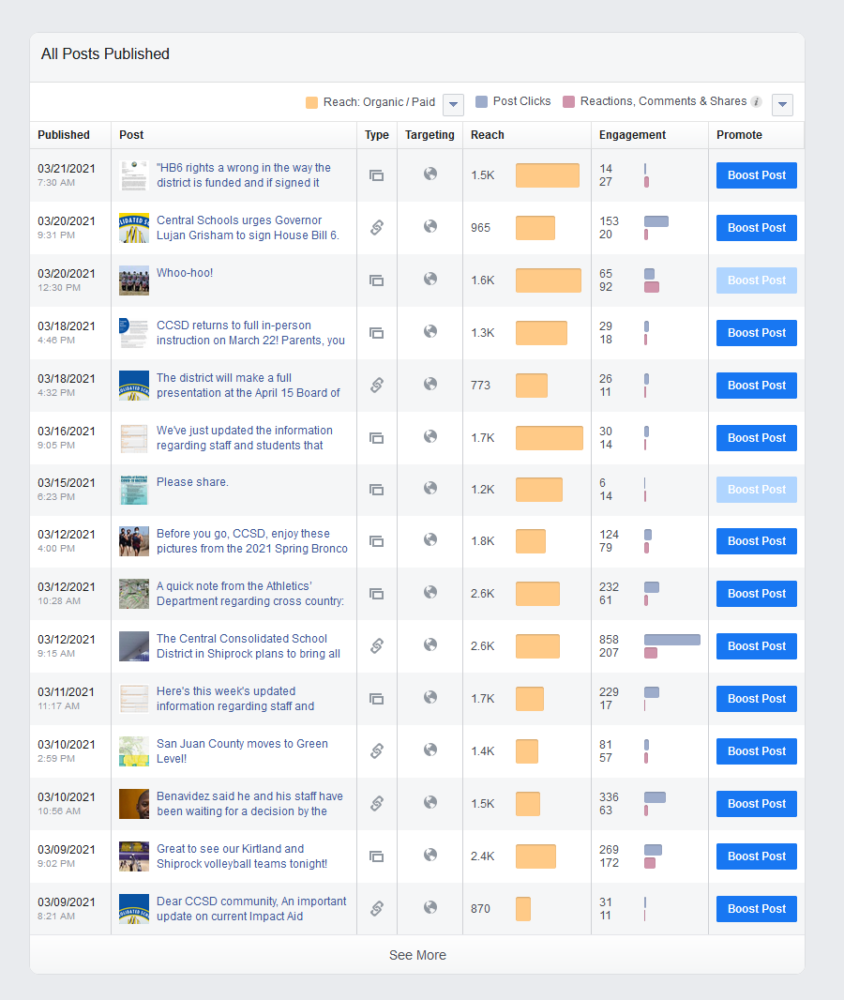 All Posts Published
Reach: Organic / Paid Post Clicks Reactions, Comments & Shares i
Published Post Type Targeting Reach Engagement Promote
03/21/2021 "HB6 rights a wrong in the way the 1.5K 14 Boost Post
7:30 AM district is funded and if signed it 27
03/20/2021 Central Schools urges Governor 965 153 Boost Post
9:31 PM Lujan Grisham to sign House Bill 6. 20
03/20/2021 Whoo-hoo! 1.6K 65 Boost Post
12:30 PM 92
03/18/2021 CCSD returns to full in-person 1.3K 29 Boost Post
4:46 PM instruction on March 22! Parents, you 18
03/18/2021 The district will make a full 773 26 Boost Post
4:32 PM presentation at the April 15 Board of 11
03/16/2021 We've just updated the information 1.7K 30 Boost Post
9:05 PM regarding staff and students that 14
03/15/2021 Please share. 1.2K 6 Boost Post
6:23 PM 14
03/12/2021 Before you go, CCSD, enjoy these 1.8K 124 Boost Post
4:00 PM pictures from the 2021 Spring Bronco 79
03/12/2021 A quick note from the Athletics' 2.6K 232 Boost Post
10:28 AM Department regarding cross country: 61
03/12/2021 The Central Consolidated School 2.6K 858 Boost Post
9:15 AM District in Shiprock plans to bring all 207
03/11/2021 Here's this week's updated 1.7K 229 Boost Post
11:17 AM information regarding staff and 17
03/10/2021 San Juan County moves to Green 1.4K 81 Boost Post
2:59 PM Level! 57
03/10/2021 Benavidez said he and his staff have 1.5K 336 Boost Post
10:56 AM been waiting for a decision by the 63
03/09/2021 Great to see our Kirtland and 2.4K 269 Boost Post
9:02 PM Shiprock volleyball teams tonight! 172
03/09/2021 Dear CCSD community, An important 870 31 Boost Post
8:21 AM update on current Impact Aid 11
See More